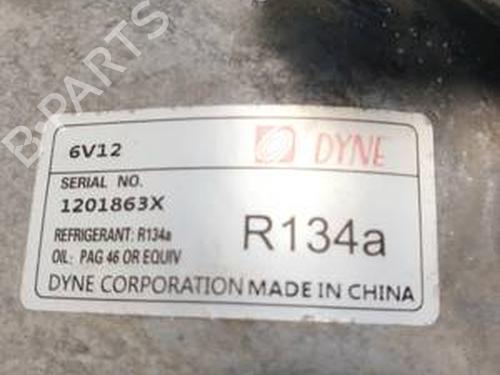 B-PARTS
6V12
DYNE
SERIAL NO.
1201863X
REFRIGERANT: R134a
R134a
OIL: PAG 46 OR EQUIV
DYNE CORPORATION MADE IN CHINA